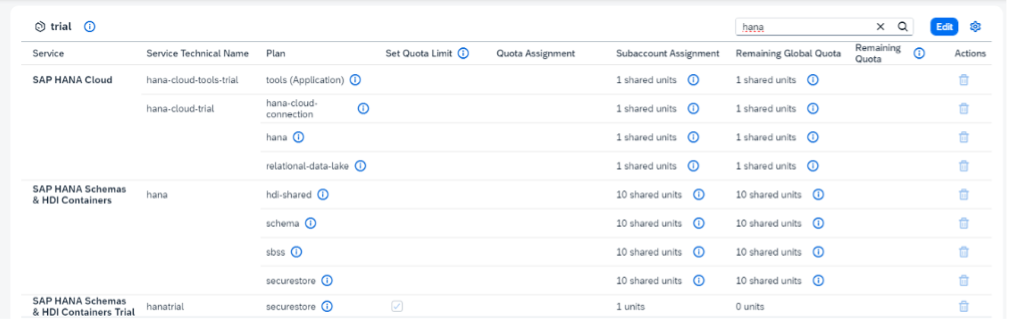 trial
hana
Edit
Service Service Technical Name Plan Set Quota Limit Quota Assignment Subaccount Assignment Remaining Global Quota Remaining Quota Actions
SAP HANA Cloud hana-cloud-tools-trial tools (Application) 1 shared units 1 shared units
hana-cloud-trial hana-cloud-connection 1 shared units 1 shared units
hana 1 shared units 1 shared units
relational-data-lake 1 shared units 1 shared units
SAP HANA Schemas & HDI Containers hana hdi-shared 10 shared units 10 shared units
schema 10 shared units 10 shared units
sbss 10 shared units 10 shared units
securestore 10 shared units 10 shared units
SAP HANA Schemas & HDI Containers Trial hanatrial securestore 1 units 0 units